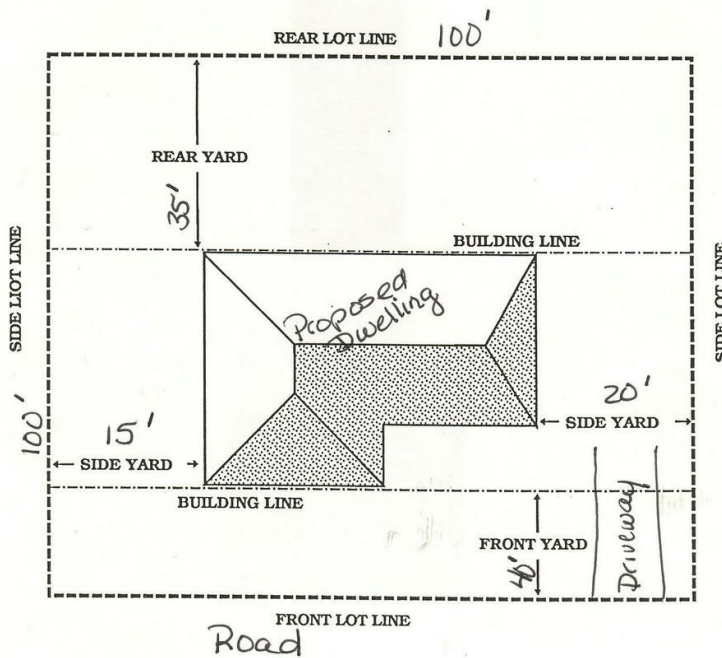 REAR LOT LINE 100'
REAR YARD
35'
BUILDING LINE
SIDE LIOT LINE
SIDE LOT LINE
Proposed
Dwelling
100'
15'
SIDE YARD
20'
SIDE YARD
BUILDING LINE
FRONT YARD
40'
Driveway
FRONT LOT LINE
Road